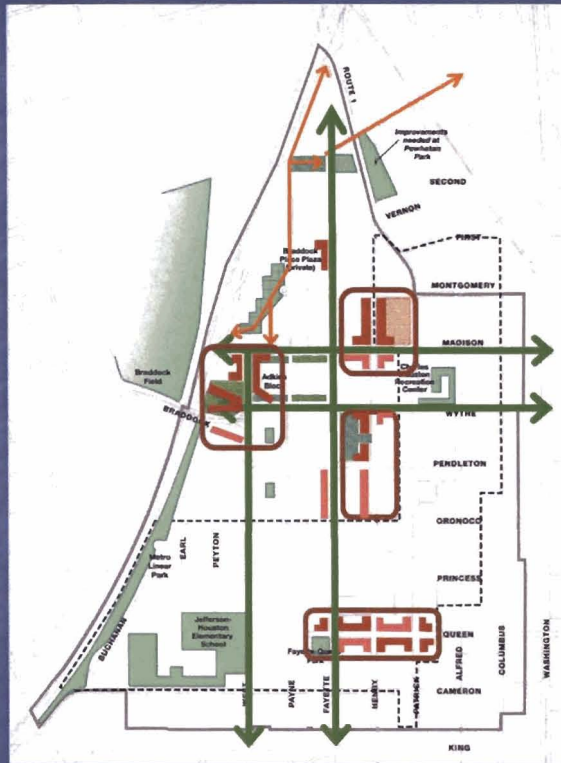 ROUTE 1
Improvements
needed at
Powhatan
Park
SECOND
VERNON
FIRST
Braddock
Place Plaza
(private)
MONTGOMERY
MADISON
Braddock
Field
Adkins
Block
Recreation
Center
BRADDOCK
WYTHE
PENDLETON
ORONOCO
EARL
PEYTON
Metro
Linear
Park
PRINCESS
BUCHANAN
Jefferson-
Houston
Elementary
School
QUEEN
WEST
PAYNE
FAYETTE
HENRY
PATRICK
ALFRED
COLUMBUS
WASHINGTON
CAMERON
KING